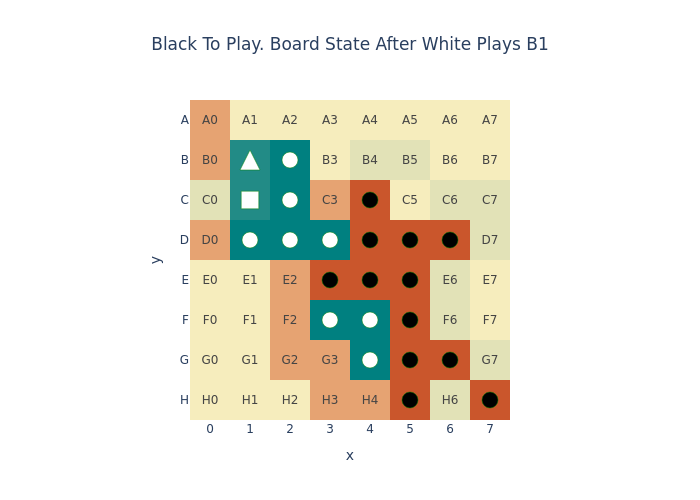 Black To Play. Board State After White Plays B1
A A0 A1 A2 A3 A4 A5 A6 A7
B B0 B3 B4 B5 B6 B7
C C0 C3 C5 C6 C7
D D0 D7
y
E E0 E1 E2 E6 E7
F F0 F1 F2 F6 F7
G G0 G1 G2 G3 G7
H H0 H1 H2 H3 H4 H6
0 1 2 3 4 5 6 7
x